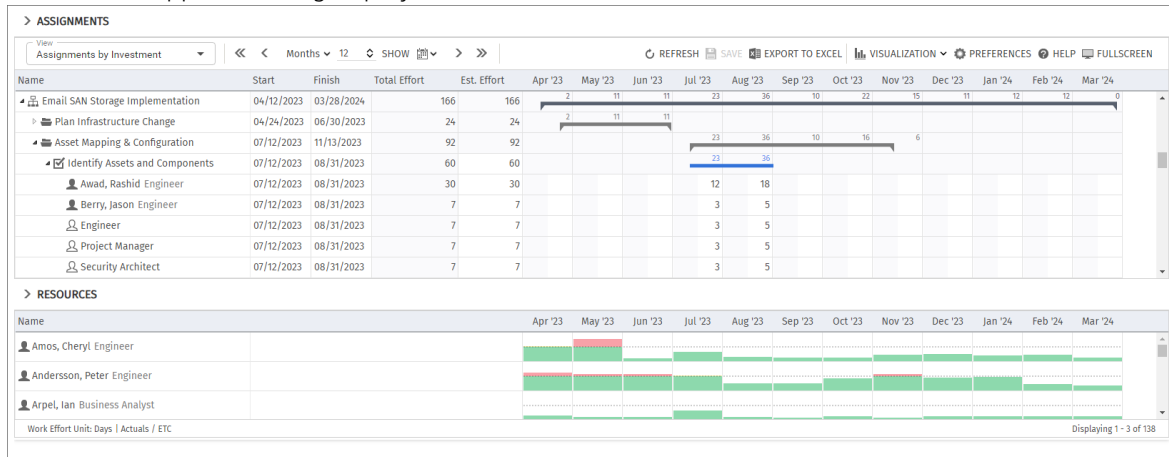 ASSIGNMENTS
View
Assignments by Investment
Months 12 SHOW
REFRESH SAVE EXPORT TO EXCEL VISUALIZATION PREFERENCES HELP FULLSCREEN
Name Start Finish Total Effort Est. Effort Apr '23 May '23 Jun '23 Jul '23 Aug '23 Sep '23 Oct '23 Nov '23 Dec '23 Jan '24 Feb '24 Mar '24
Email SAN Storage Implementation 04/12/2023 03/28/2024 166 166 2 11 11 23 36 10 22 15 11 12 12 0
Plan Infrastructure Change 04/24/2023 06/30/2023 24 24 2 11 11
Asset Mapping & Configuration 07/12/2023 11/13/2023 92 92 23 36 10 16 6
Identify Assets and Components 07/12/2023 08/31/2023 60 60 23 36
Awad, Rashid Engineer 07/12/2023 08/31/2023 30 30 12 18
Berry, Jason Engineer 07/12/2023 08/31/2023 7 7 3 5
Engineer 07/12/2023 08/31/2023 7 7 3 5
Project Manager 07/12/2023 08/31/2023 7 7 3 5
Security Architect 07/12/2023 08/31/2023 7 7 3 5
RESOURCES
Name Apr '23 May '23 Jun '23 Jul '23 Aug '23 Sep '23 Oct '23 Nov '23 Dec '23 Jan '24 Feb '24 Mar '24
Amos, Cheryl Engineer
Andersson, Peter Engineer
Arpel, Ian Business Analyst
Work Effort Unit: Days | Actuals / ETC Displaying 1 - 3 of 138